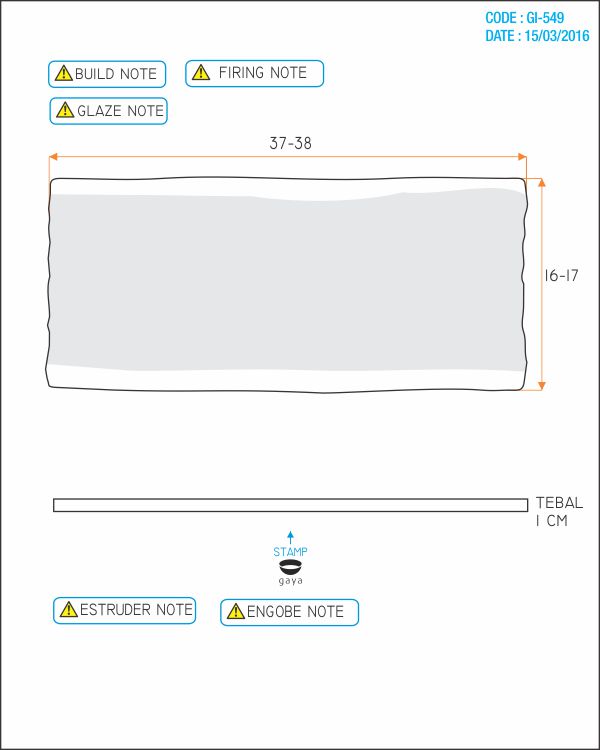 CODE : GI-549
DATE : 15/03/2016
BUILD NOTE
FIRING NOTE
GLAZE NOTE
37-38
16-17
TEBAL
1 CM
STAMP
gaya
ESTRUDER NOTE
ENGOBE NOTE